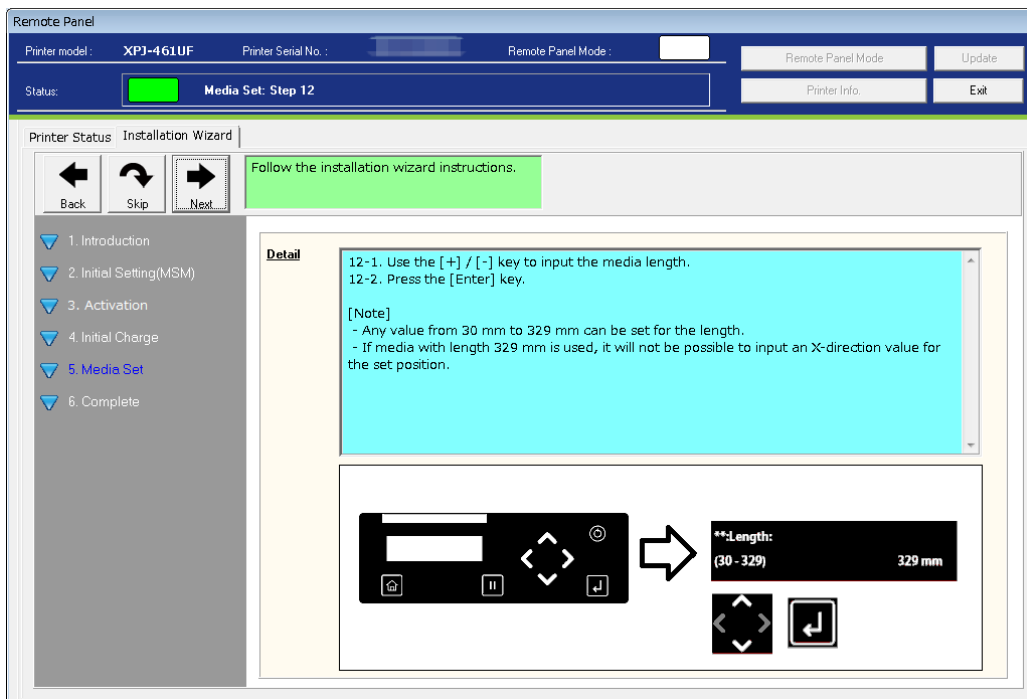 Remote Panel
Printer model : XPJ-461UF Printer Serial No. : Remote Panel Mode :
Remote Panel Mode Update
Status: Media Set: Step 12
Printer Info. Exit
Printer Status Installation Wizard
Back Skip Next
Follow the installation wizard instructions.
1. Introduction
2. Initial Setting(MSM)
3. Activation
4. Initial Charge
5. Media Set
6. Complete
Detail
12-1. Use the [+] / [-] key to input the media length.
12-2. Press the [Enter] key.
[Note]
- Any value from 30 mm to 329 mm can be set for the length.
- If media with length 329 mm is used, it will not be possible to input an X-direction value for
the set position.
**:Length:
(30 - 329) 329 mm